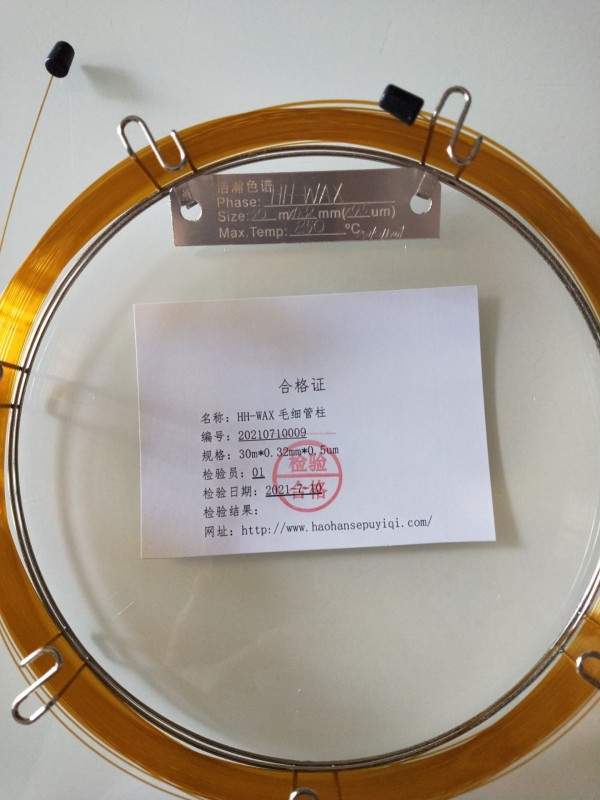 浩瀚色谱
Phase: HH-WAX
Size: m/0.32 mm( um)
Max.Temp: 250 °C
合格证
名称: HH-WAX 毛细管柱
编号: 20210710009
规格: 30m*0.32mm*0.5um
检验员: 01
检验日期: 2021-7-10
检验结果:
网址: http://www.haohansepuyiqi.com/
检验
合格